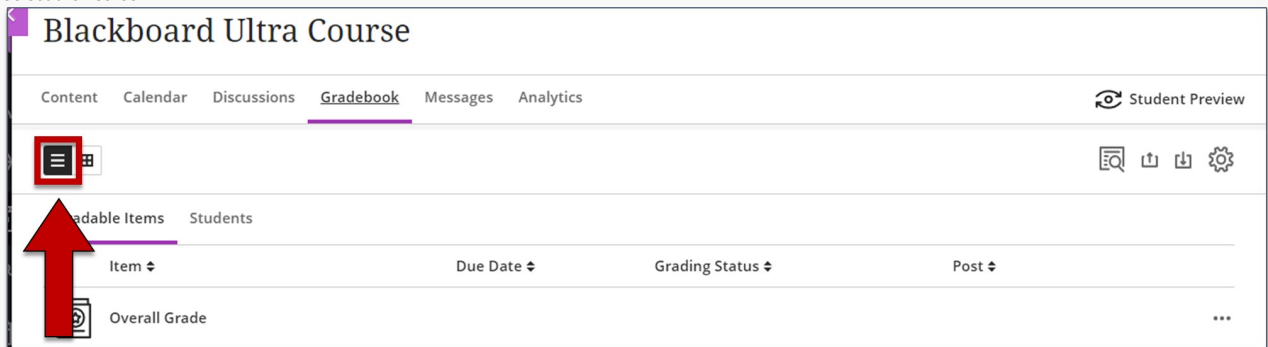 Blackboard Ultra Course
Content Calendar Discussions Gradebook Messages Analytics Student Preview
Items Students
Item Due Date Grading Status Post
Overall Grade